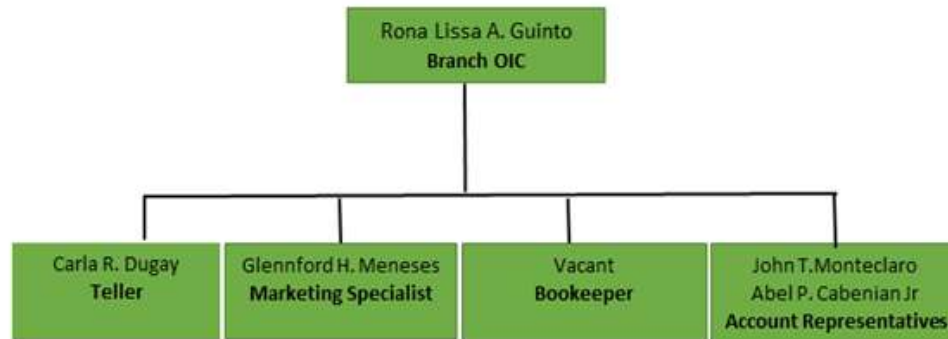 Rona Lissa A. Guinto
Branch OIC
Carla R. Dugay
Teller
Glennford H. Meneses
Marketing Specialist
Vacant
Bookeeper
John T.Monteclaro
Abel P. Cabenian Jr
Account Representatives